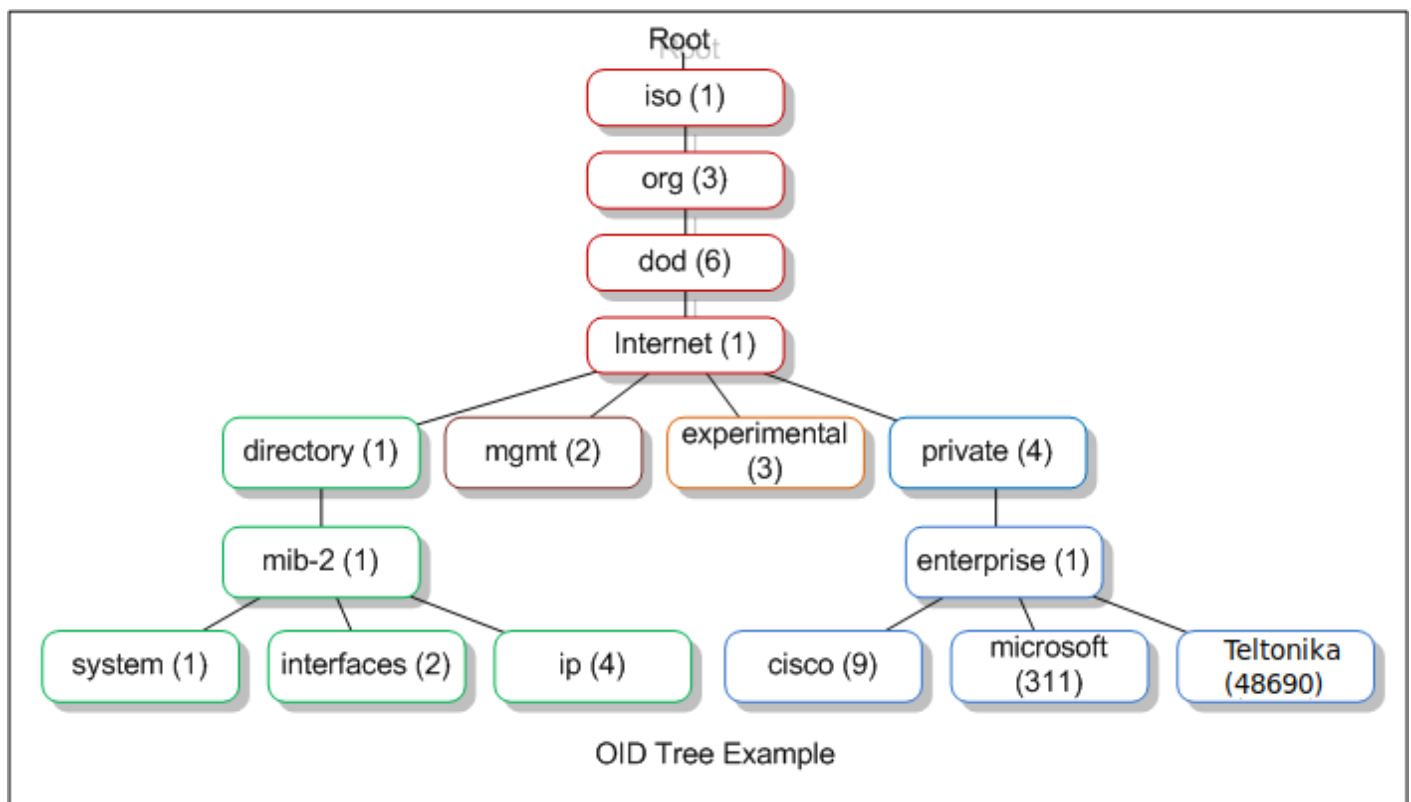 Root
iso (1)
org (3)
dod (6)
Internet (1)
directory (1)
mgmt (2)
experimental
(3)
private (4)
mib-2 (1)
enterprise (1)
system (1)
interfaces (2)
ip (4)
cisco (9)
microsoft
(311)
Teltonika
(48690)
OID Tree Example